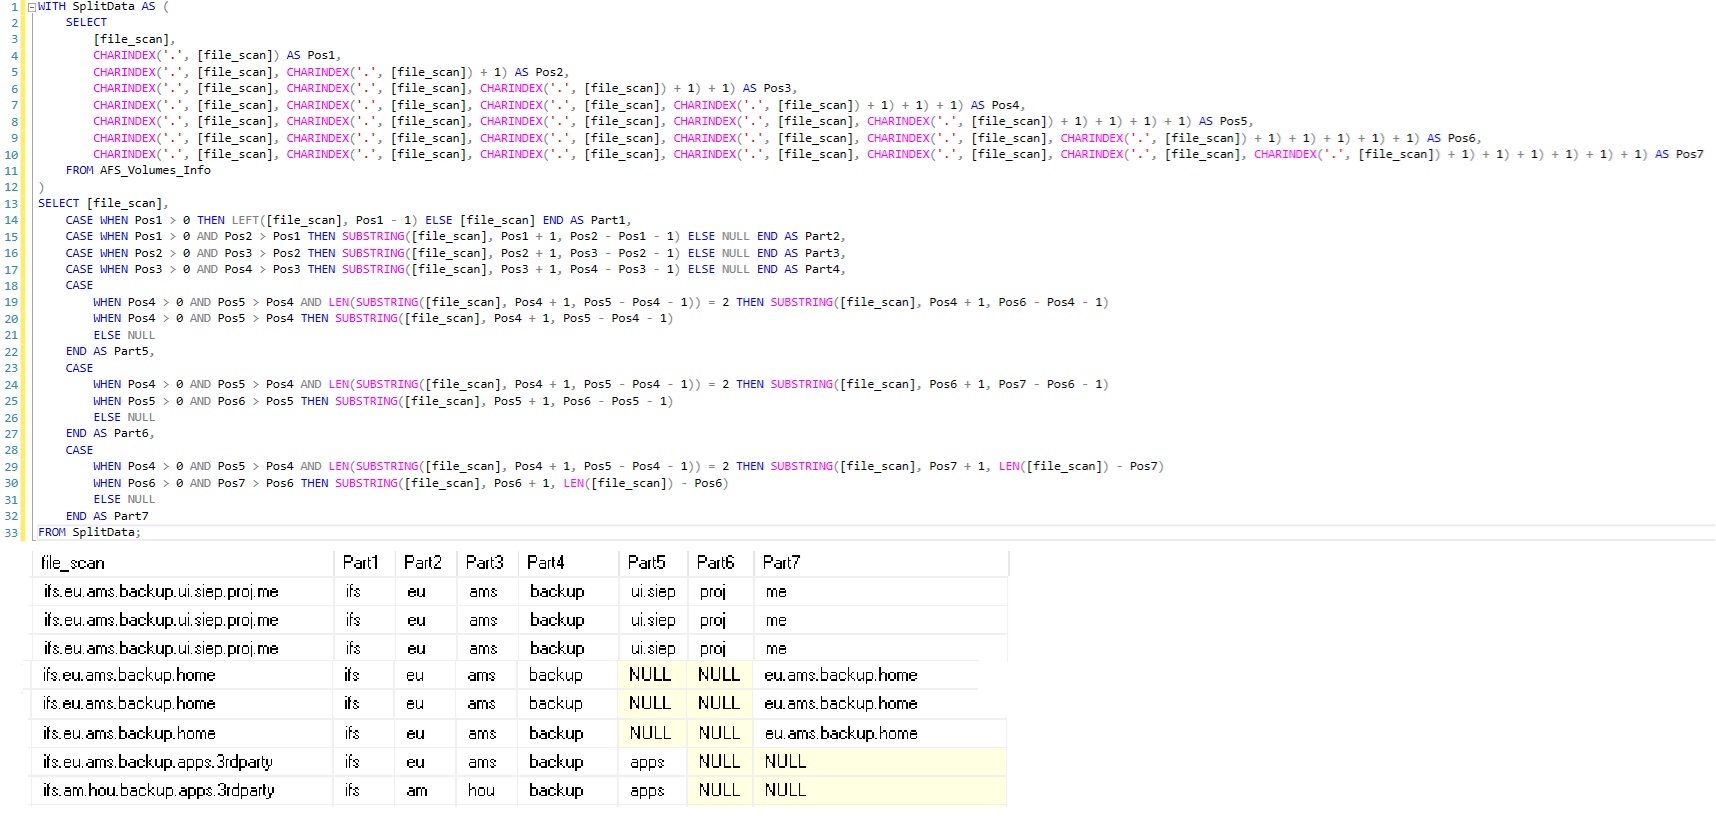 1 WITH SplitData AS (
2 SELECT
3 [file_scan],
4 CHARINDEX('.', [file_scan]) AS Pos1,
5 CHARINDEX('.', [file_scan], CHARINDEX('.', [file_scan]) + 1) AS Pos2,
6 CHARINDEX('.', [file_scan], CHARINDEX('.', [file_scan], CHARINDEX('.', [file_scan]) + 1) + 1) AS Pos3,
7 CHARINDEX('.', [file_scan], CHARINDEX('.', [file_scan], CHARINDEX('.', [file_scan], CHARINDEX('.', [file_scan]) + 1) + 1) + 1) AS Pos4,
8 CHARINDEX('.', [file_scan], CHARINDEX('.', [file_scan], CHARINDEX('.', [file_scan], CHARINDEX('.', [file_scan], CHARINDEX('.', [file_scan]) + 1) + 1) + 1) + 1) AS Pos5,
9 CHARINDEX('.', [file_scan], CHARINDEX('.', [file_scan], CHARINDEX('.', [file_scan], CHARINDEX('.', [file_scan], CHARINDEX('.', [file_scan], CHARINDEX('.', [file_scan]) + 1) + 1) + 1) + 1) + 1) AS Pos6,
10 CHARINDEX('.', [file_scan], CHARINDEX('.', [file_scan], CHARINDEX('.', [file_scan], CHARINDEX('.', [file_scan], CHARINDEX('.', [file_scan], CHARINDEX('.', [file_scan], CHARINDEX('.', [file_scan]) + 1) + 1) + 1) + 1) + 1) + 1) AS Pos7
11 FROM AFS_Volumes_Info
12 )
13 SELECT [file_scan],
14 CASE WHEN Pos1 > 0 THEN LEFT([file_scan], Pos1 - 1) ELSE [file_scan] END AS Part1,
15 CASE WHEN Pos1 > 0 AND Pos2 > Pos1 THEN SUBSTRING([file_scan], Pos1 + 1, Pos2 - Pos1 - 1) ELSE NULL END AS Part2,
16 CASE WHEN Pos2 > 0 AND Pos3 > Pos2 THEN SUBSTRING([file_scan], Pos2 + 1, Pos3 - Pos2 - 1) ELSE NULL END AS Part3,
17 CASE WHEN Pos3 > 0 AND Pos4 > Pos3 THEN SUBSTRING([file_scan], Pos3 + 1, Pos4 - Pos3 - 1) ELSE NULL END AS Part4,
18 CASE
19 WHEN Pos4 > 0 AND Pos5 > Pos4 AND LEN(SUBSTRING([file_scan], Pos4 + 1, Pos5 - Pos4 - 1)) = 2 THEN SUBSTRING([file_scan], Pos4 + 1, Pos6 - Pos4 - 1)
20 WHEN Pos4 > 0 AND Pos5 > Pos4 THEN SUBSTRING([file_scan], Pos4 + 1, Pos5 - Pos4 - 1)
21 ELSE NULL
22 END AS Part5,
23 CASE
24 WHEN Pos4 > 0 AND Pos5 > Pos4 AND LEN(SUBSTRING([file_scan], Pos4 + 1, Pos5 - Pos4 - 1)) = 2 THEN SUBSTRING([file_scan], Pos6 + 1, Pos7 - Pos6 - 1)
25 WHEN Pos5 > 0 AND Pos6 > Pos5 THEN SUBSTRING([file_scan], Pos5 + 1, Pos6 - Pos5 - 1)
26 ELSE NULL
27 END AS Part6,
28 CASE
29 WHEN Pos4 > 0 AND Pos5 > Pos4 AND LEN(SUBSTRING([file_scan], Pos4 + 1, Pos5 - Pos4 - 1)) = 2 THEN SUBSTRING([file_scan], Pos7 + 1, LEN([file_scan]) - Pos7)
30 WHEN Pos6 > 0 AND Pos7 > Pos6 THEN SUBSTRING([file_scan], Pos6 + 1, LEN([file_scan]) - Pos6)
31 ELSE NULL
32 END AS Part7
33 FROM SplitData;
file_scan Part1 Part2 Part3 Part4 Part5 Part6 Part7
ifs.eu.ams.backup.ui.siep.proj.me ifs eu ams backup ui.siep proj me
ifs.eu.ams.backup.ui.siep.proj.me ifs eu ams backup ui.siep proj me
ifs.eu.ams.backup.ui.siep.proj.me ifs eu ams backup ui.siep proj me
ifs.eu.ams.backup.home ifs eu ams backup NULL NULL eu.ams.backup.home
ifs.eu.ams.backup.home ifs eu ams backup NULL NULL eu.ams.backup.home
ifs.eu.ams.backup.home ifs eu ams backup NULL NULL eu.ams.backup.home
ifs.eu.ams.backup.apps.3rdparty ifs eu ams backup apps NULL NULL
ifs.am.hou.backup.apps.3rdparty ifs am hou backup apps NULL NULL